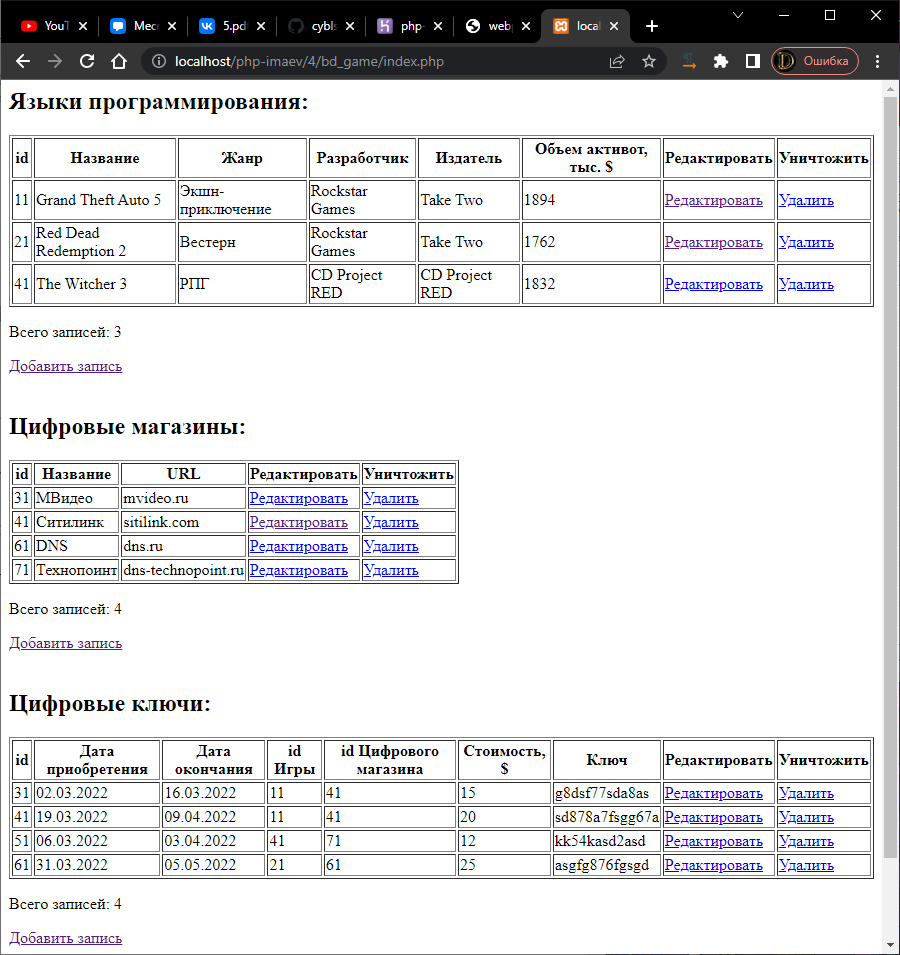 YouT
Месс
5.pdf
cybls
php-
web
local
localhost/php-imaev/4/bd_game/index.php
Ошибка
Языки программирования:
id Название Жанр Разработчик Издатель Объем активот, тыс. $ Редактировать Уничтожить
11 Grand Theft Auto 5 Экшн-приключение Rockstar Games Take Two 1894 Редактировать Удалить
21 Red Dead Redemption 2 Вестерн Rockstar Games Take Two 1762 Редактировать Удалить
41 The Witcher 3 РПГ CD Project RED CD Project RED 1832 Редактировать Удалить
Всего записей: 3
Добавить запись
Цифровые магазины:
id Название URL Редактировать Уничтожить
31 МВидео mvideo.ru Редактировать Удалить
41 Ситилинк sitilink.com Редактировать Удалить
61 DNS dns.ru Редактировать Удалить
71 Технопоинт dns-technopoint.ru Редактировать Удалить
Всего записей: 4
Добавить запись
Цифровые ключи:
id Дата приобретения Дата окончания id Игры id Цифрового магазина Стоимость, $ Ключ Редактировать Уничтожить
31 02.03.2022 16.03.2022 11 41 15 g8dsf77sda8as Редактировать Удалить
41 19.03.2022 09.04.2022 11 41 20 sd878a7fsgg67a Редактировать Удалить
51 06.03.2022 03.04.2022 41 71 12 kk54kasd2asd Редактировать Удалить
61 31.03.2022 05.05.2022 21 61 25 asgfg876fgsgd Редактировать Удалить
Всего записей: 4
Добавить запись